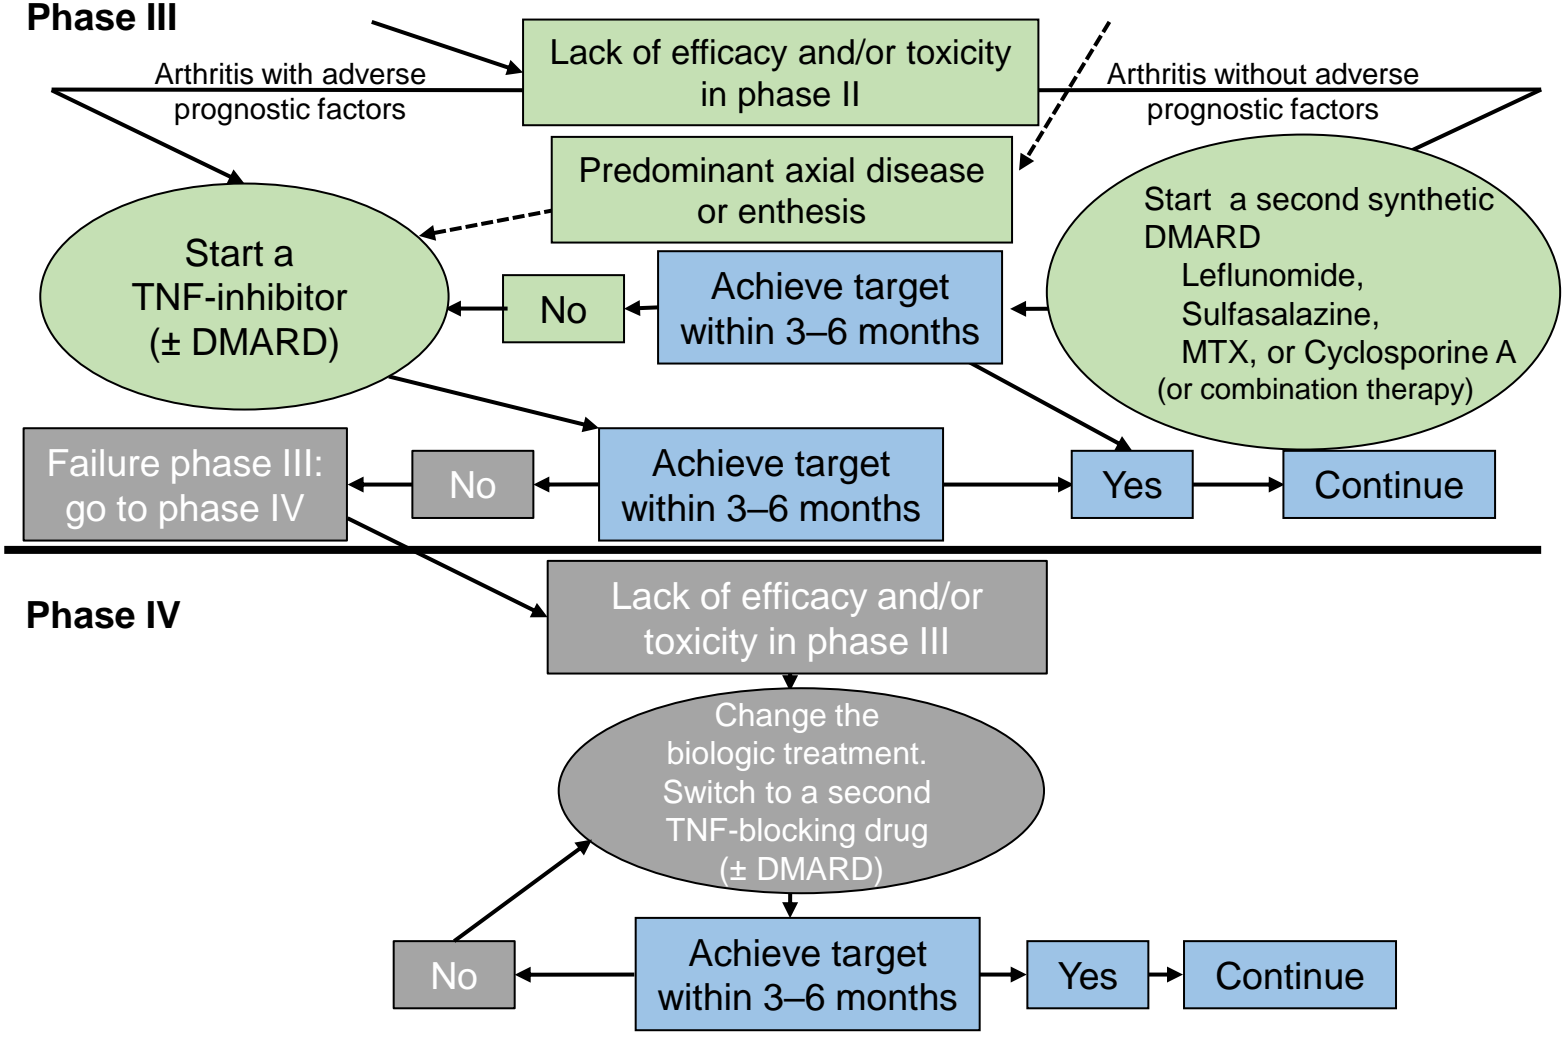 Phase III
Lack of efficacy and/or toxicity
in phase II
Arthritis with adverse
prognostic factors
Arthritis without adverse
prognostic factors
Predominant axial disease
or enthesis
Start a
TNF-inhibitor
(± DMARD)
No
Achieve target
within 3–6 months
Start a second synthetic
DMARD
Leflunomide,
Sulfasalazine,
MTX, or Cyclosporine A
(or combination therapy)
Failure phase III:
go to phase IV
No
Achieve target
within 3–6 months
Yes
Continue
Phase IV
Lack of efficacy and/or
toxicity in phase III
Change the
biologic treatment.
Switch to a second
TNF-blocking drug
(± DMARD)
No
Achieve target
within 3–6 months
Yes
Continue